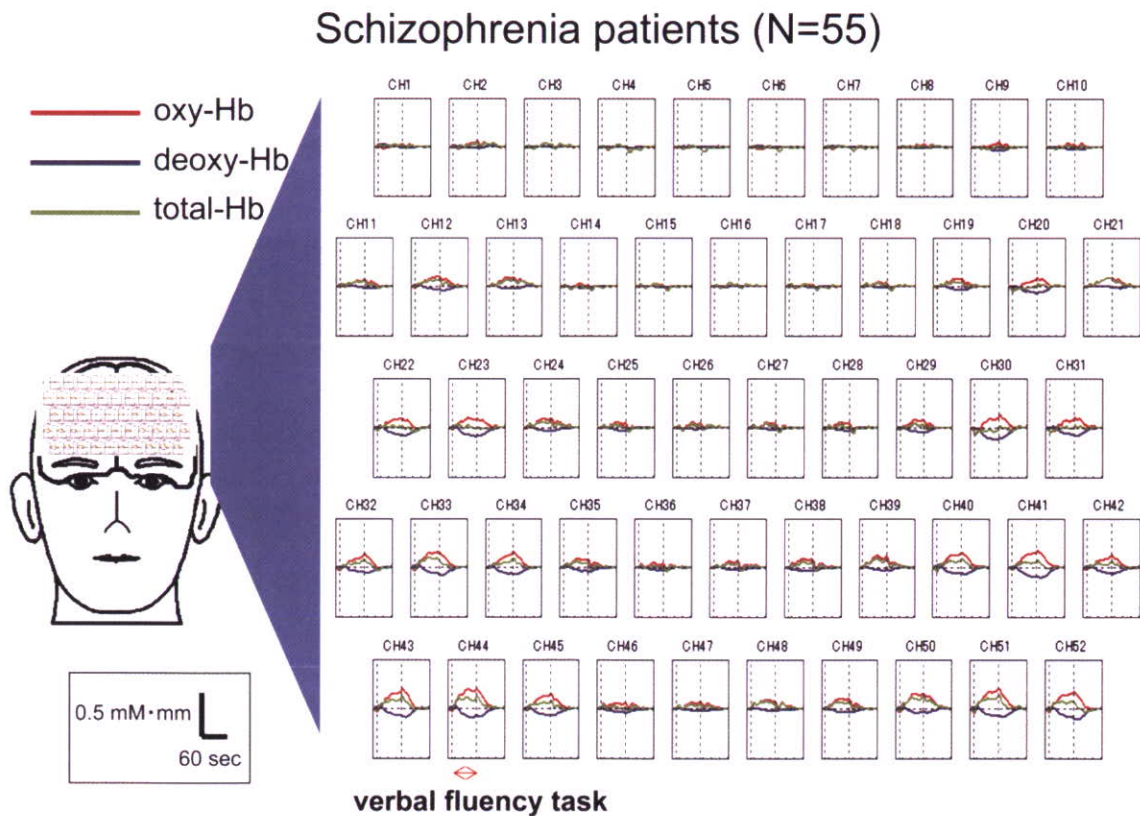 Schizophrenia patients (N=55)
oxy-Hb
deoxy-Hb
total-Hb
CH1 CH2 CH3 CH4 CH5 CH6 CH7 CH8 CH9 CH10
CH11 CH12 CH13 CH14 CH15 CH16 CH17 CH18 CH19 CH20 CH21
CH22 CH23 CH24 CH25 CH26 CH27 CH28 CH29 CH30 CH31
CH32 CH33 CH34 CH35 CH36 CH37 CH38 CH39 CH40 CH41 CH42
CH43 CH44 CH45 CH46 CH47 CH48 CH49 CH50 CH51 CH52
0.5 mM·mm
60 sec
verbal fluency task